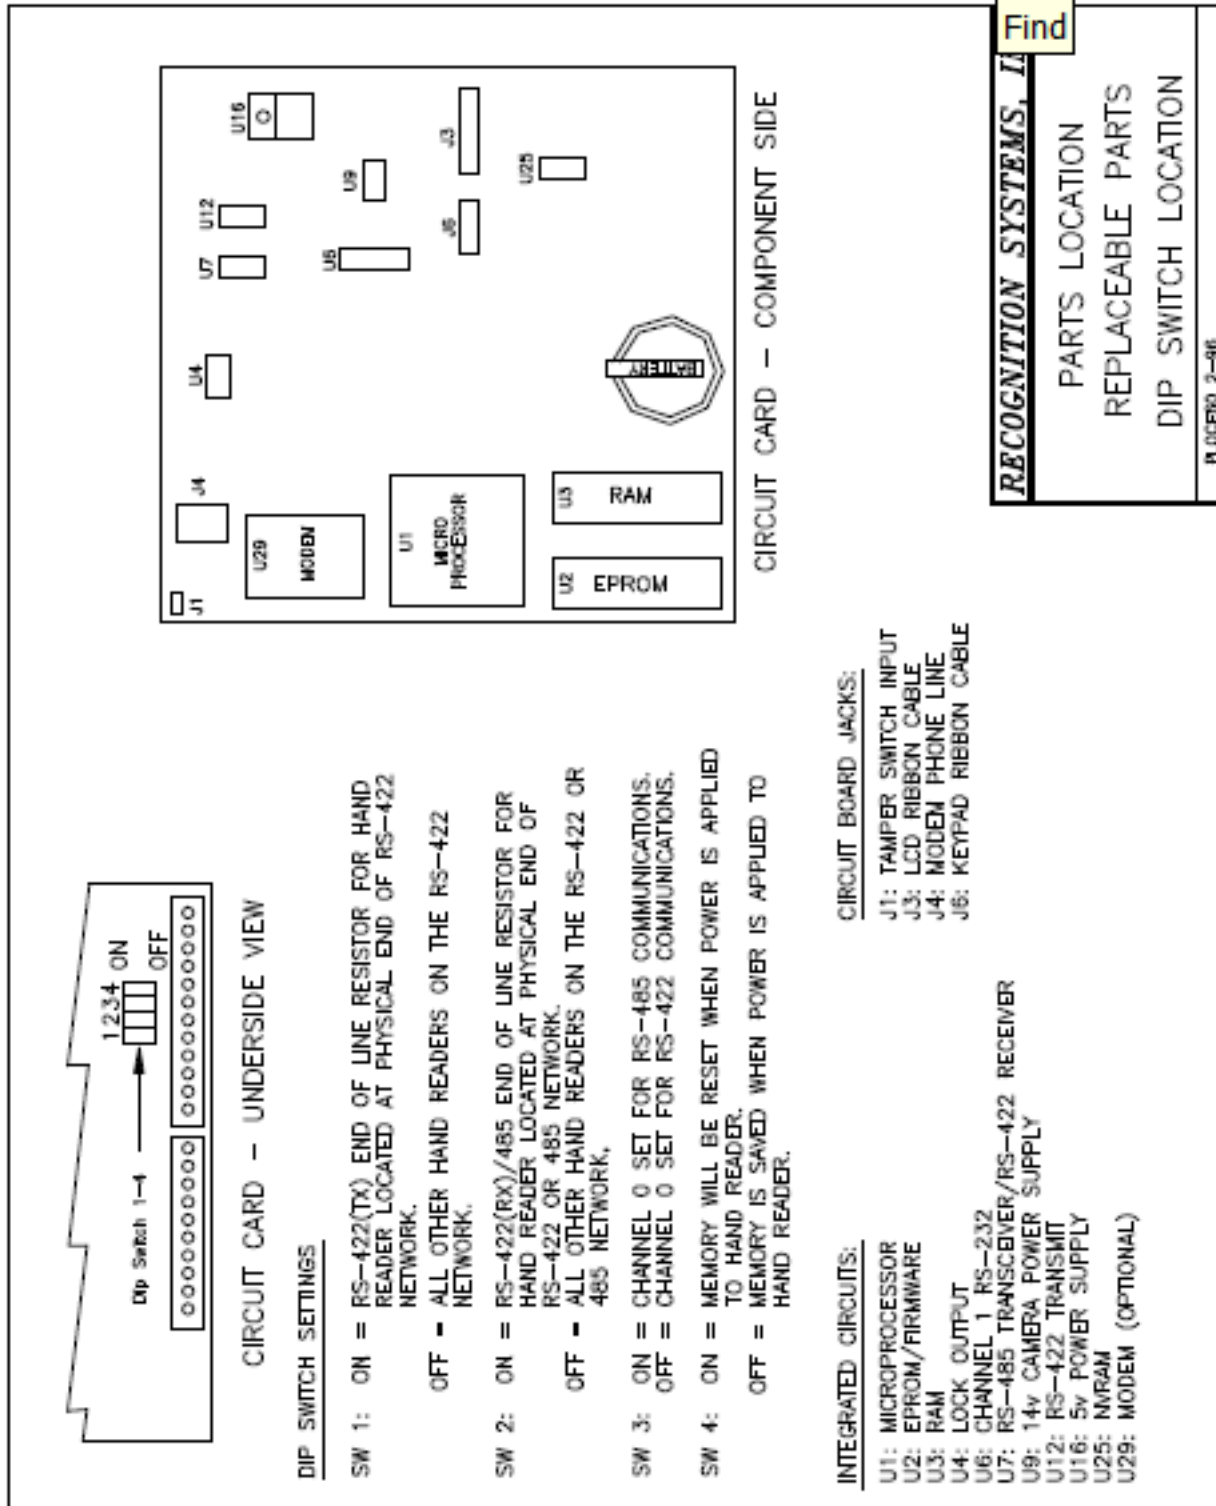 1234 ON
OFF
Dip Switch 1-4
CIRCUIT CARD – UNDERSIDE VIEW
DIP SWITCH SETTINGS
SW 1: ON = RS-422(TX) END OF LINE RESISTOR FOR HAND
READER LOCATED AT PHYSICAL END OF RS-422
NETWORK.
OFF = ALL OTHER HAND READERS ON THE RS-422
NETWORK.
SW 2: ON = RS-422(RX)/485 END OF LINE RESISTOR FOR
HAND READER LOCATED AT PHYSICAL END OF
RS-422 OR 485 NETWORK.
OFF = ALL OTHER HAND READERS ON THE RS-422 OR
485 NETWORK.
SW 3: ON = CHANNEL 0 SET FOR RS-485 COMMUNICATIONS.
OFF = CHANNEL 0 SET FOR RS-422 COMMUNICATIONS.
SW 4: ON = MEMORY WILL BE RESET WHEN POWER IS APPLIED
TO HAND READER.
OFF = MEMORY IS SAVED WHEN POWER IS APPLIED TO
HAND READER.
INTEGRATED CIRCUITS:
U1: MICROPROCESSOR
U2: EPROM/FIRMWARE
U3: RAM
U4: LOCK OUTPUT
U6: CHANNEL 1 RS-232
U7: RS-485 TRANSCEIVER/RS-422 RECEIVER
U9: 14v CAMERA POWER SUPPLY
U12: RS-422 TRANSMIT
U16: 5v POWER SUPPLY
U25: NVRAM
U29: MODEM (OPTIONAL)
CIRCUIT BOARD JACKS:
J1: TAMPER SWITCH INPUT
J3: LCD RIBBON CABLE
J4: MODEM PHONE LINE
J6: KEYPAD RIBBON CABLE
J1
J4
U4
U7
U12
U16
U29
MODEN
U6
U9
U1
MICRO
PROCESSOR
J6
J3
U25
U2
EPROM
U3
RAM
BATTERY
CIRCUIT CARD – COMPONENT SIDE
Find
RECOGNITION SYSTEMS,
PARTS LOCATION
REPLACEABLE PARTS
DIP SWITCH LOCATION
2-96